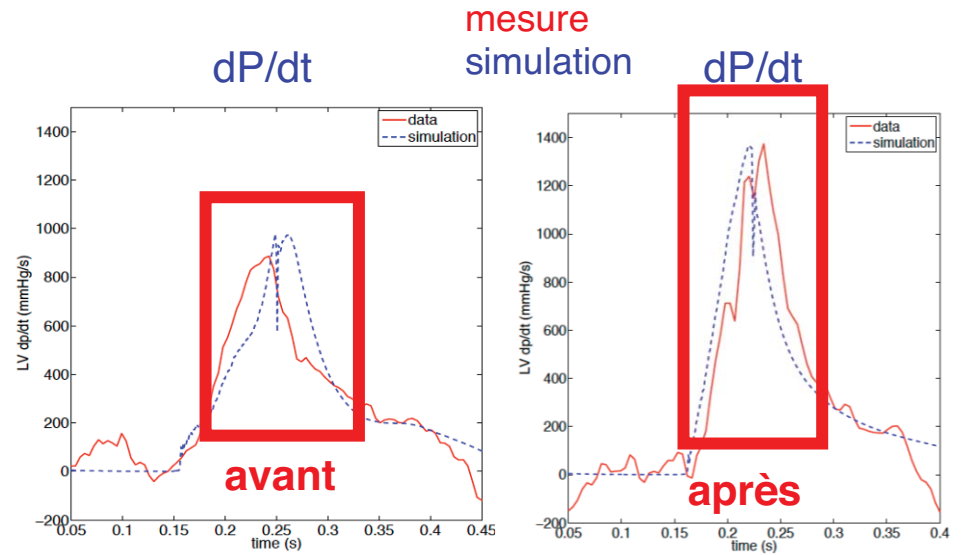 mesure
simulation
dP/dt
dP/dt
data
simulation
1400
1200
1000
800
600
400
200
0
−200
LV dp/dt (mmHg/s)
0.05
0.1
0.15
0.2
0.25
0.3
0.35
0.4
0.45
time (s)
avant
data
simulation
1400
1200
1000
800
600
400
200
0
−200
LV dp/dt (mmHg/s)
0.05
0.1
0.15
0.2
0.25
0.3
0.35
0.4
time (s)
après